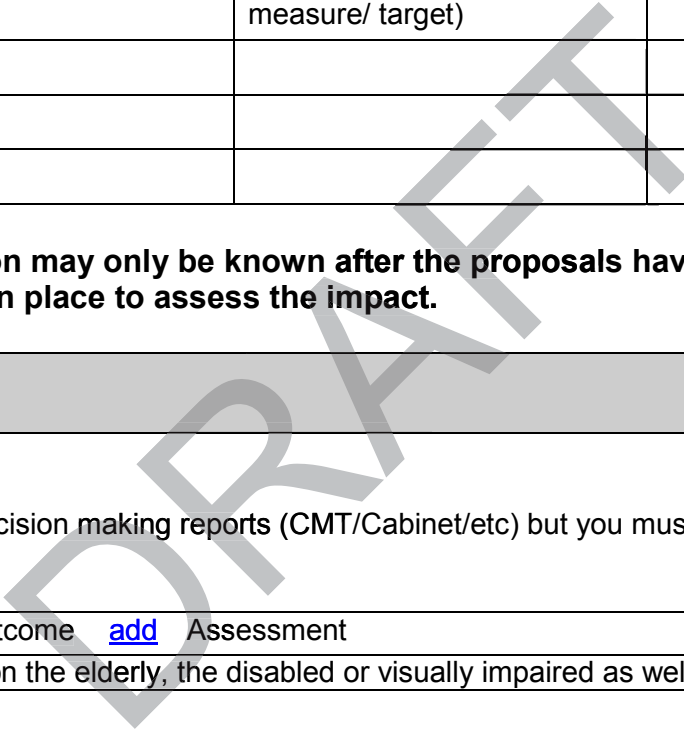 measure/ target)
on may only be known after the proposals hav
n place to assess the impact.
cision making reports (CMT/Cabinet/etc) but you mus
tcome add Assessment
on the elderly, the disabled or visually impaired as wel
DRAFT